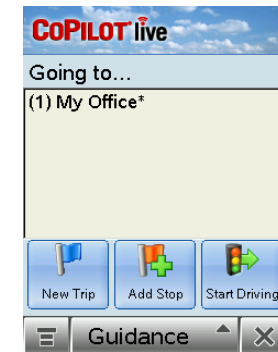 COPILOT live
Going to...
(1) My Office*
New Trip
Add Stop
Start Driving
Guidance